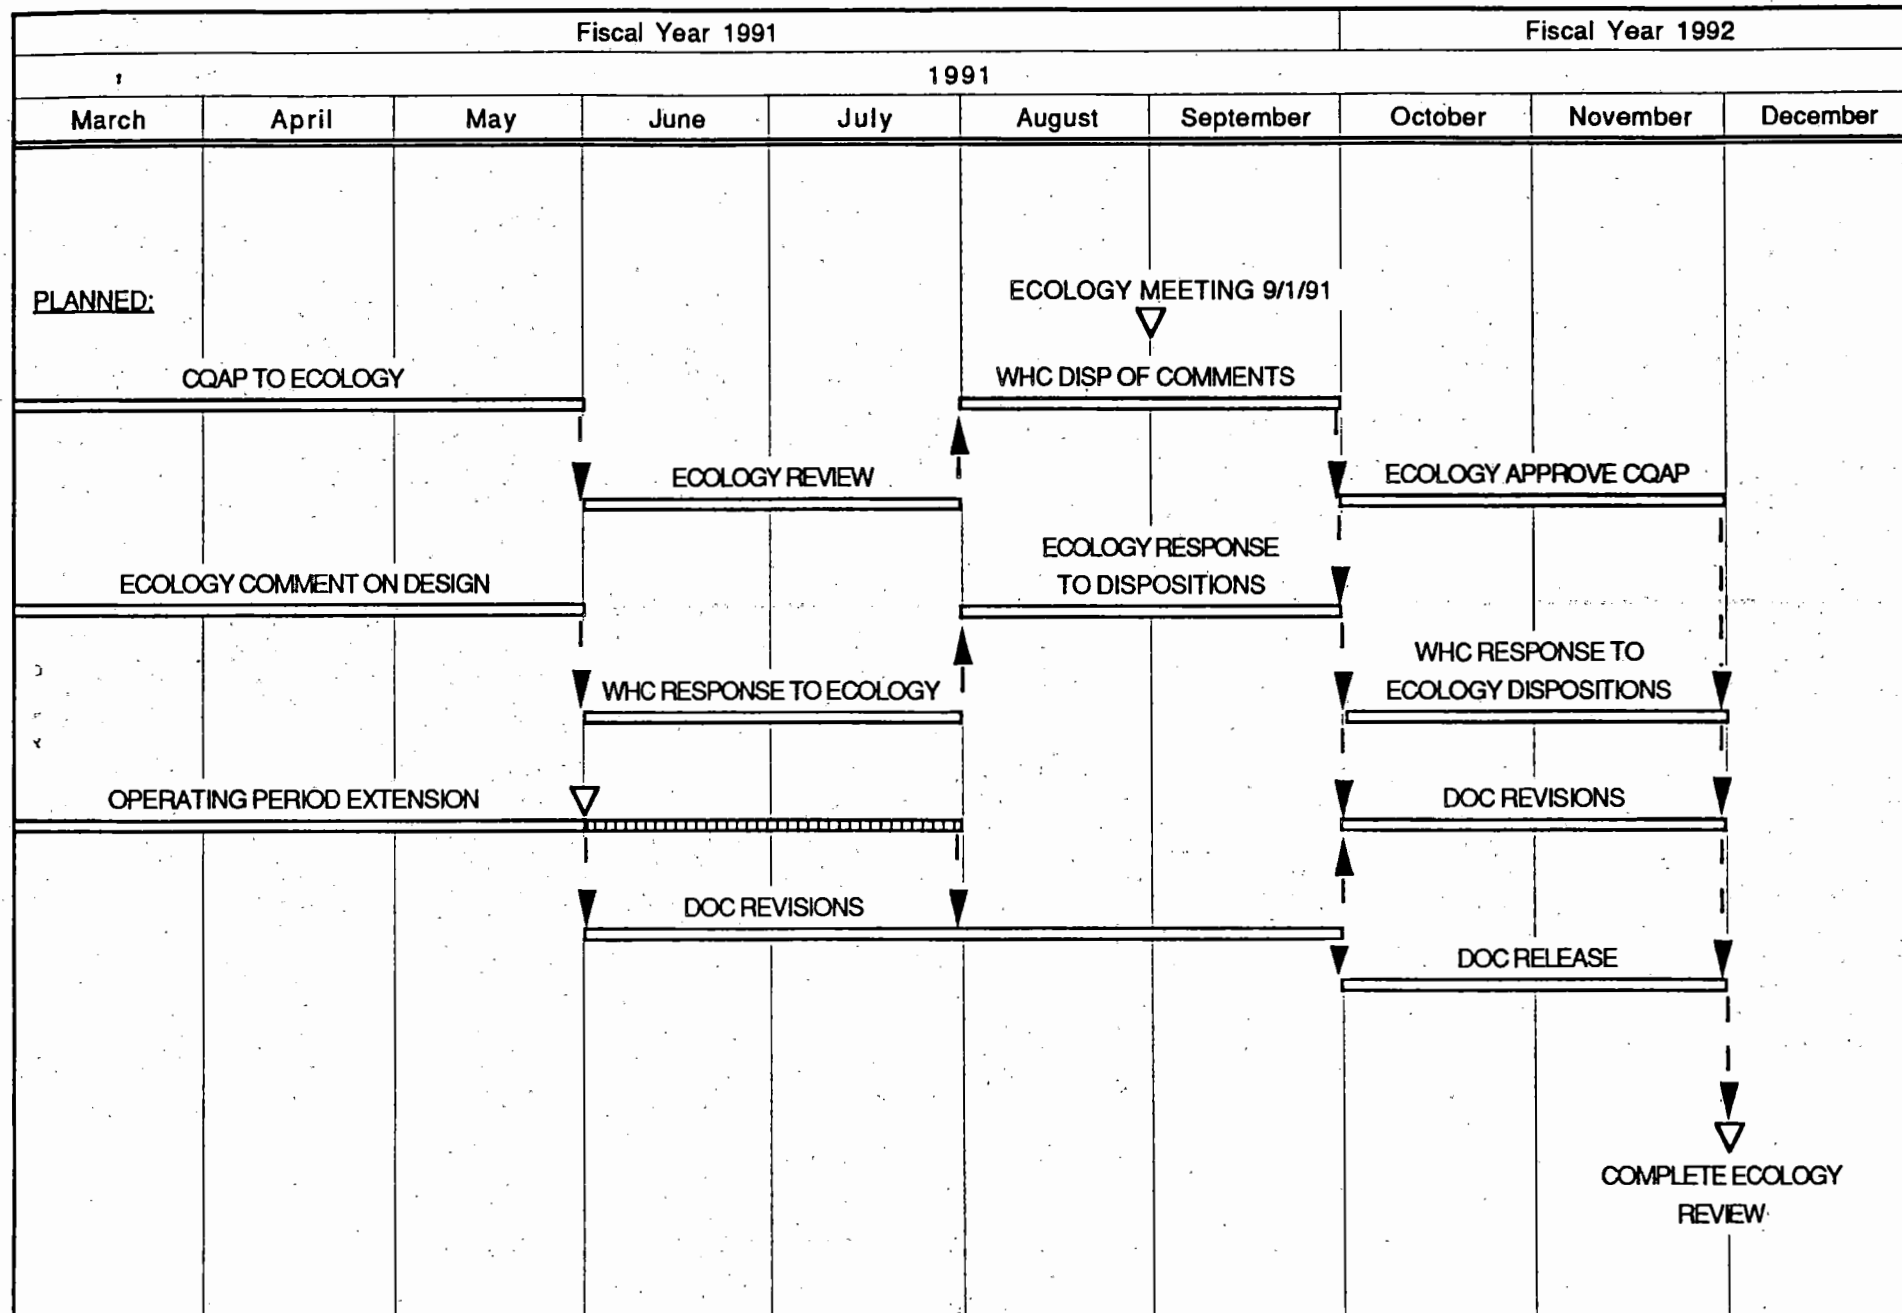 Fiscal Year 1991
Fiscal Year 1992
1991
March April May June July August September October November December
PLANNED:
ECOLOGY MEETING 9/1/91
CQAP TO ECOLOGY
WHC DISP OF COMMENTS
ECOLOGY REVIEW
ECOLOGY APPROVE CQAP
ECOLOGY RESPONSE
TO DISPOSITIONS
ECOLOGY COMMENT ON DESIGN
WHC RESPONSE TO
ECOLOGY DISPOSITIONS
WHC RESPONSE TO ECOLOGY
OPERATING PERIOD EXTENSION
DOC REVISIONS
DOC REVISIONS
DOC RELEASE
COMPLETE ECOLOGY
REVIEW